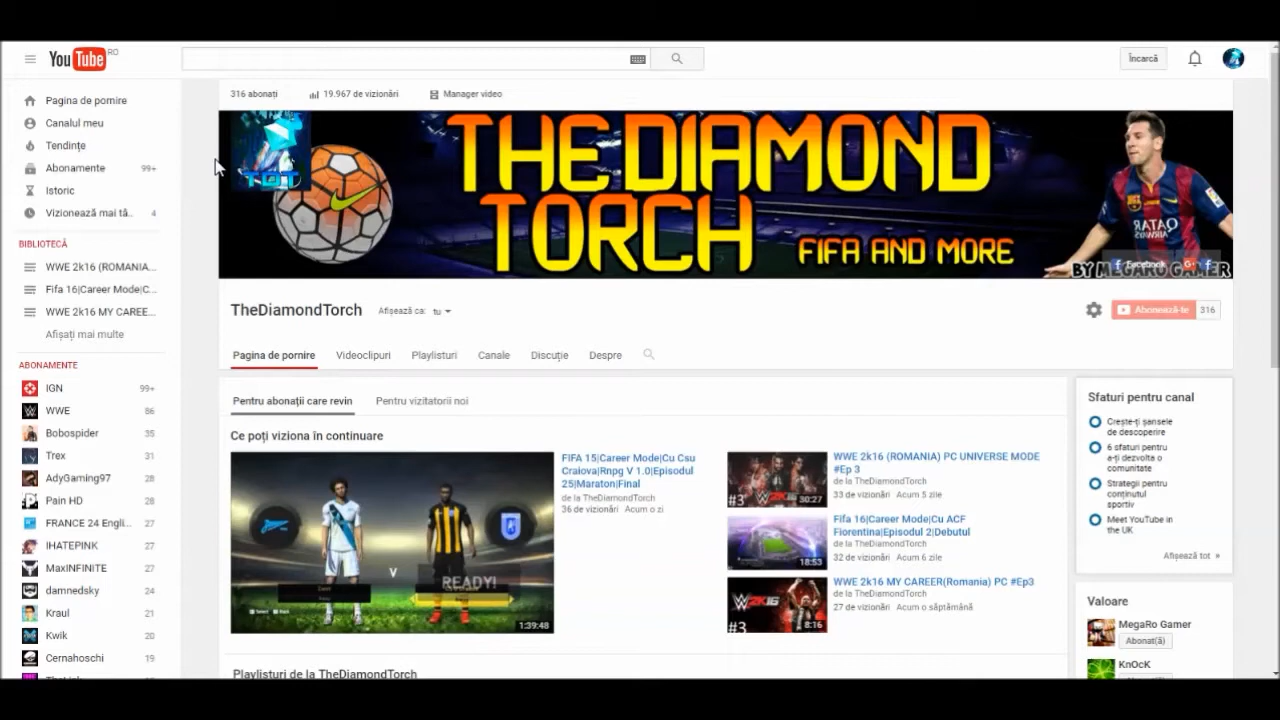 YouTube RO
Încarcă
Pagina de pornire
Canalul meu
Tendințe
Abonamente 99+
Istoric
Vizionează mai tâ... 4
BIBLIOTECĂ
WWE 2k16 (ROMANIA...
Fifa 16|Career Mode|C...
WWE 2K16 MY CAREE...
Afișați mai multe
ABONAMENTE
IGN 99+
WWE 86
Bobospider 35
Trex 31
AdyGaming97 28
Pain HD 28
FRANCE 24 Engli... 27
IHATEPINK 27
MaxINFINITE 27
damnedsky 24
Kraul 21
Kwik 20
Cernahoschi 19
316 abonați 19.967 de vizionări Manager video
TDT
THEDIAMOND
TORCH
FIFA AND MORE
QATAR
AIRWAYS
Facebook
BY MEGARO GAMER
TheDiamondTorch Afișează ca: tu
Abonează-te 316
Pagina de pornire Videoclipuri Playlisturi Canale Discuție Despre
Pentru abonații care revin Pentru vizitatorii noi
Ce poți viziona în continuare
V
READY!
1:39:48
FIFA 15|Career Mode|Cu Csu
Craiova|Rnpg V 1.0|Episodul
25|Maraton|Final
de la TheDiamondTorch
36 de vizionări Acum o zi
#3
30:27
WWE 2k16 (ROMANIA) PC UNIVERSE MODE
#Ep 3
de la TheDiamondTorch
33 de vizionări Acum 5 zile
18:53
Fifa 16|Career Mode|Cu ACF
Fiorentina|Episodul 2|Debutul
de la TheDiamondTorch
32 de vizionări Acum 6 zile
W2K16
#3
8:16
WWE 2K16 MY CAREER(Romania) PC #Ep3
de la TheDiamondTorch
27 de vizionări Acum o săptămână
Playlisturi de la TheDiamondTorch
Sfaturi pentru canal
Crește-ți șansele
de descoperire
6 sfaturi pentru
a-ți dezvolta o
comunitate
Strategii pentru
conținutul
sportiv
Meet YouTube in
the UK
Afișează tot »
Valoare
MegaRo Gamer
Abonat(ă)
KnOcK